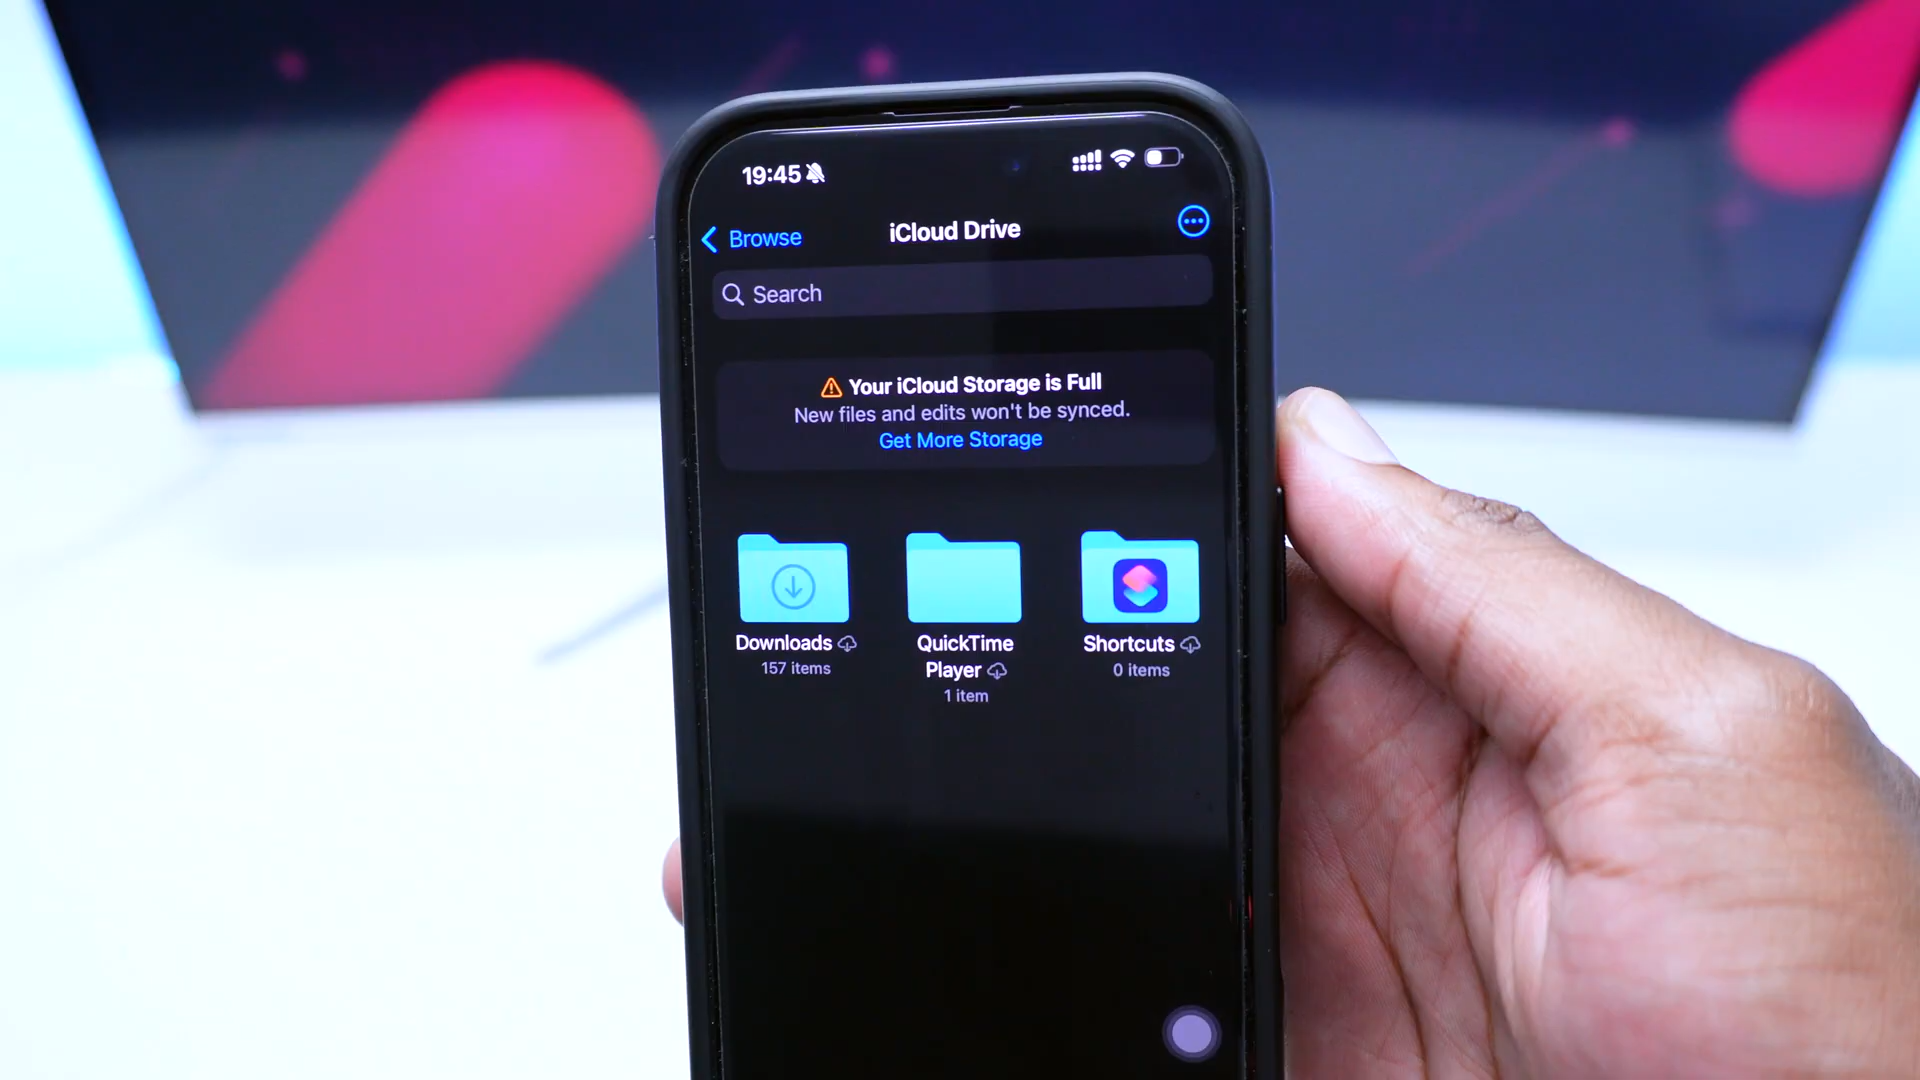 19:45
Browse
iCloud Drive
Search
Your iCloud Storage is Full
New files and edits won't be synced.
Get More Storage
Downloads
157 items
QuickTime
Player
1 item
Shortcuts
0 items